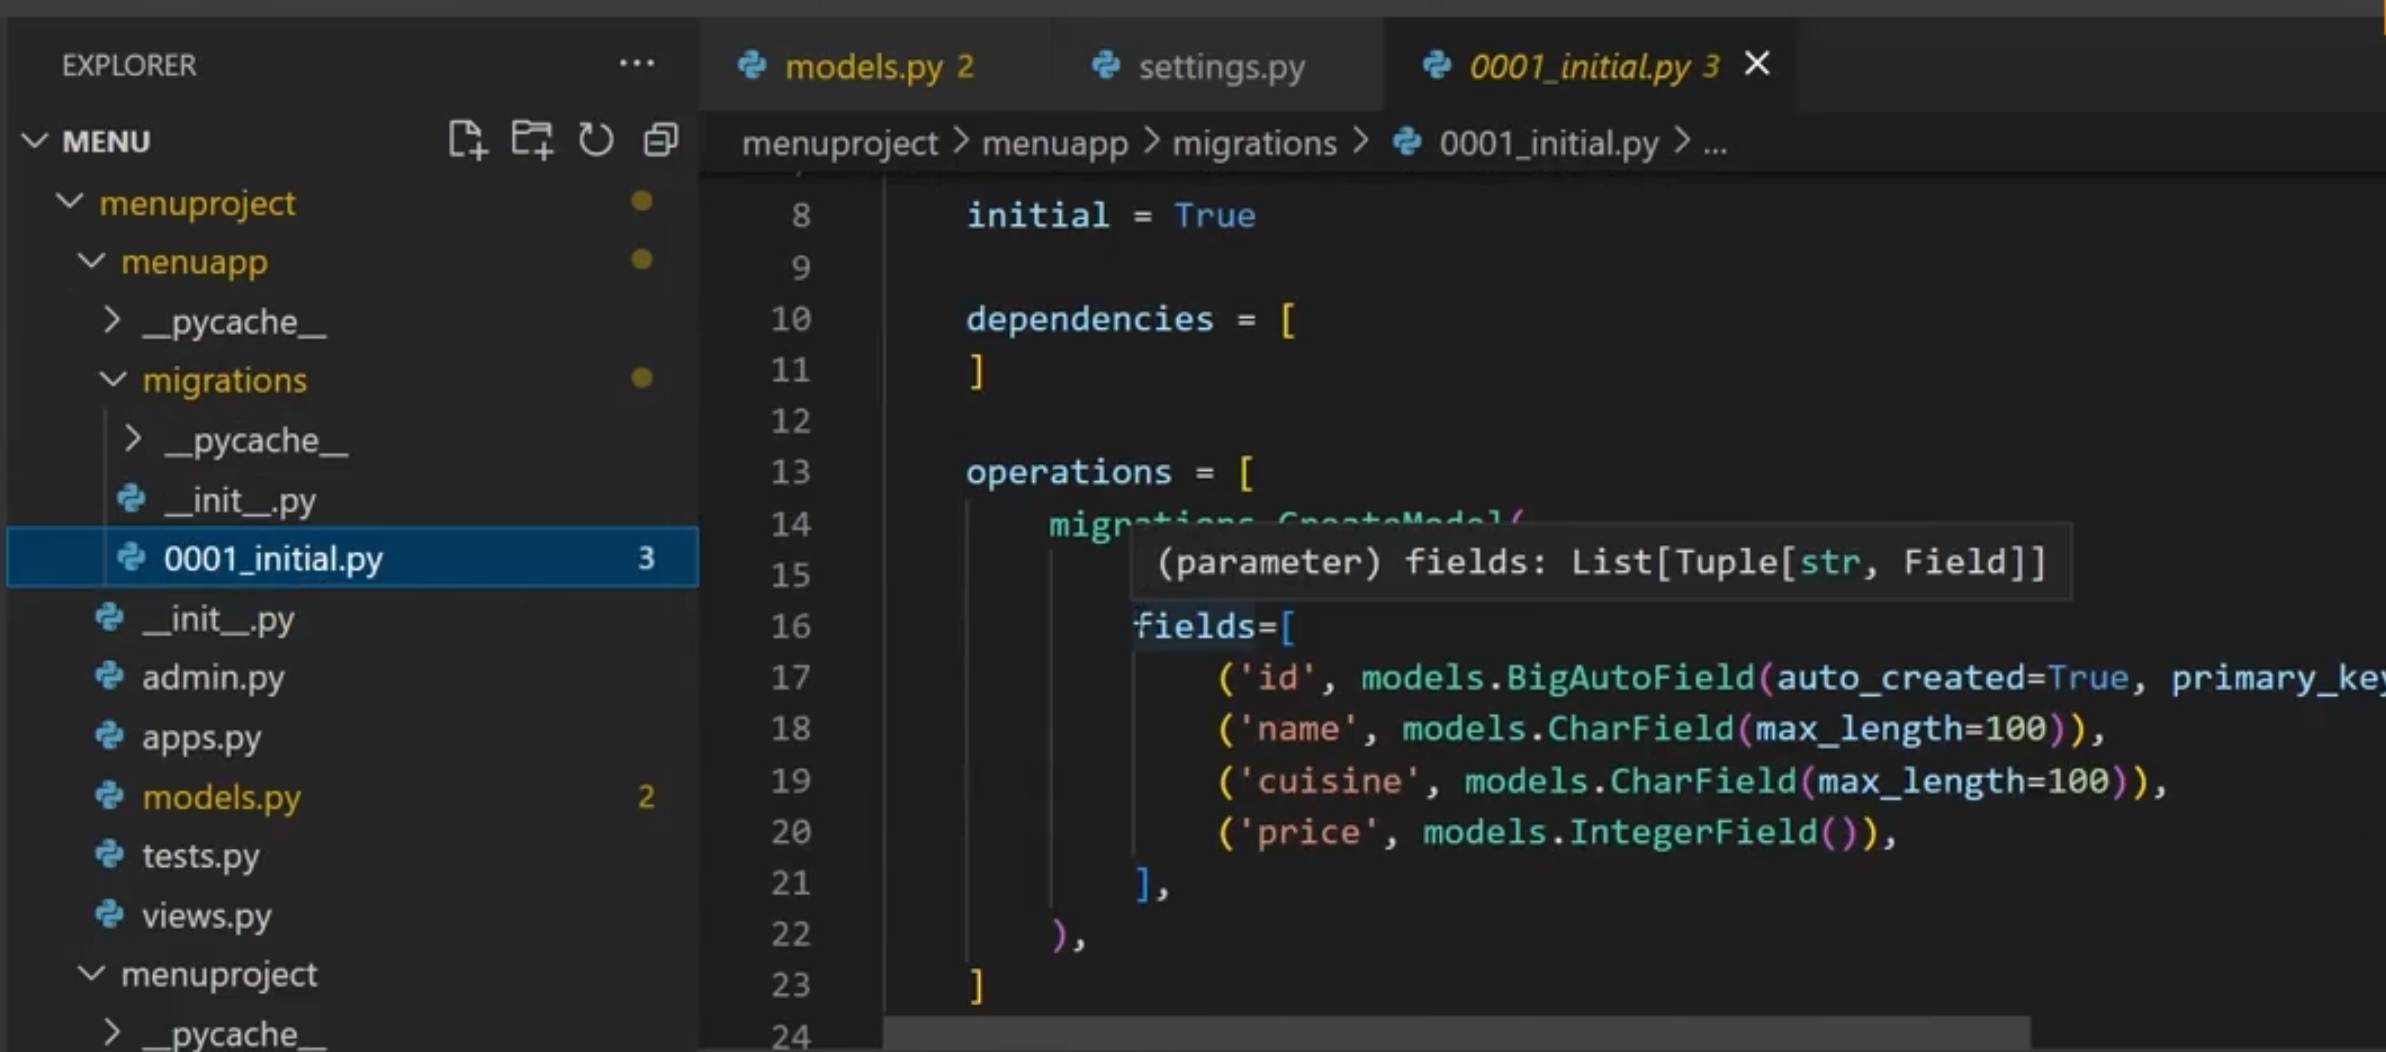 EXPLORER ...
models.py 2
settings.py
0001_initial.py 3
MENU
menuproject > menuapp > migrations > 0001_initial.py > ...
menuproject
menuapp
__pycache__
migrations
__pycache__
__init__.py
0001_initial.py 3
__init__.py
admin.py
apps.py
models.py 2
tests.py
views.py
menuproject
__pycache__
8 initial = True
9
10 dependencies = [
11 ]
12
13 operations = [
14 migrations.CreateModel(
(parameter) fields: List[Tuple[str, Field]]
15
16 fields=[
17 ('id', models.BigAutoField(auto_created=True, primary_key
18 ('name', models.CharField(max_length=100)),
19 ('cuisine', models.CharField(max_length=100)),
20 ('price', models.IntegerField()),
21 ],
22 ),
23 ]
24